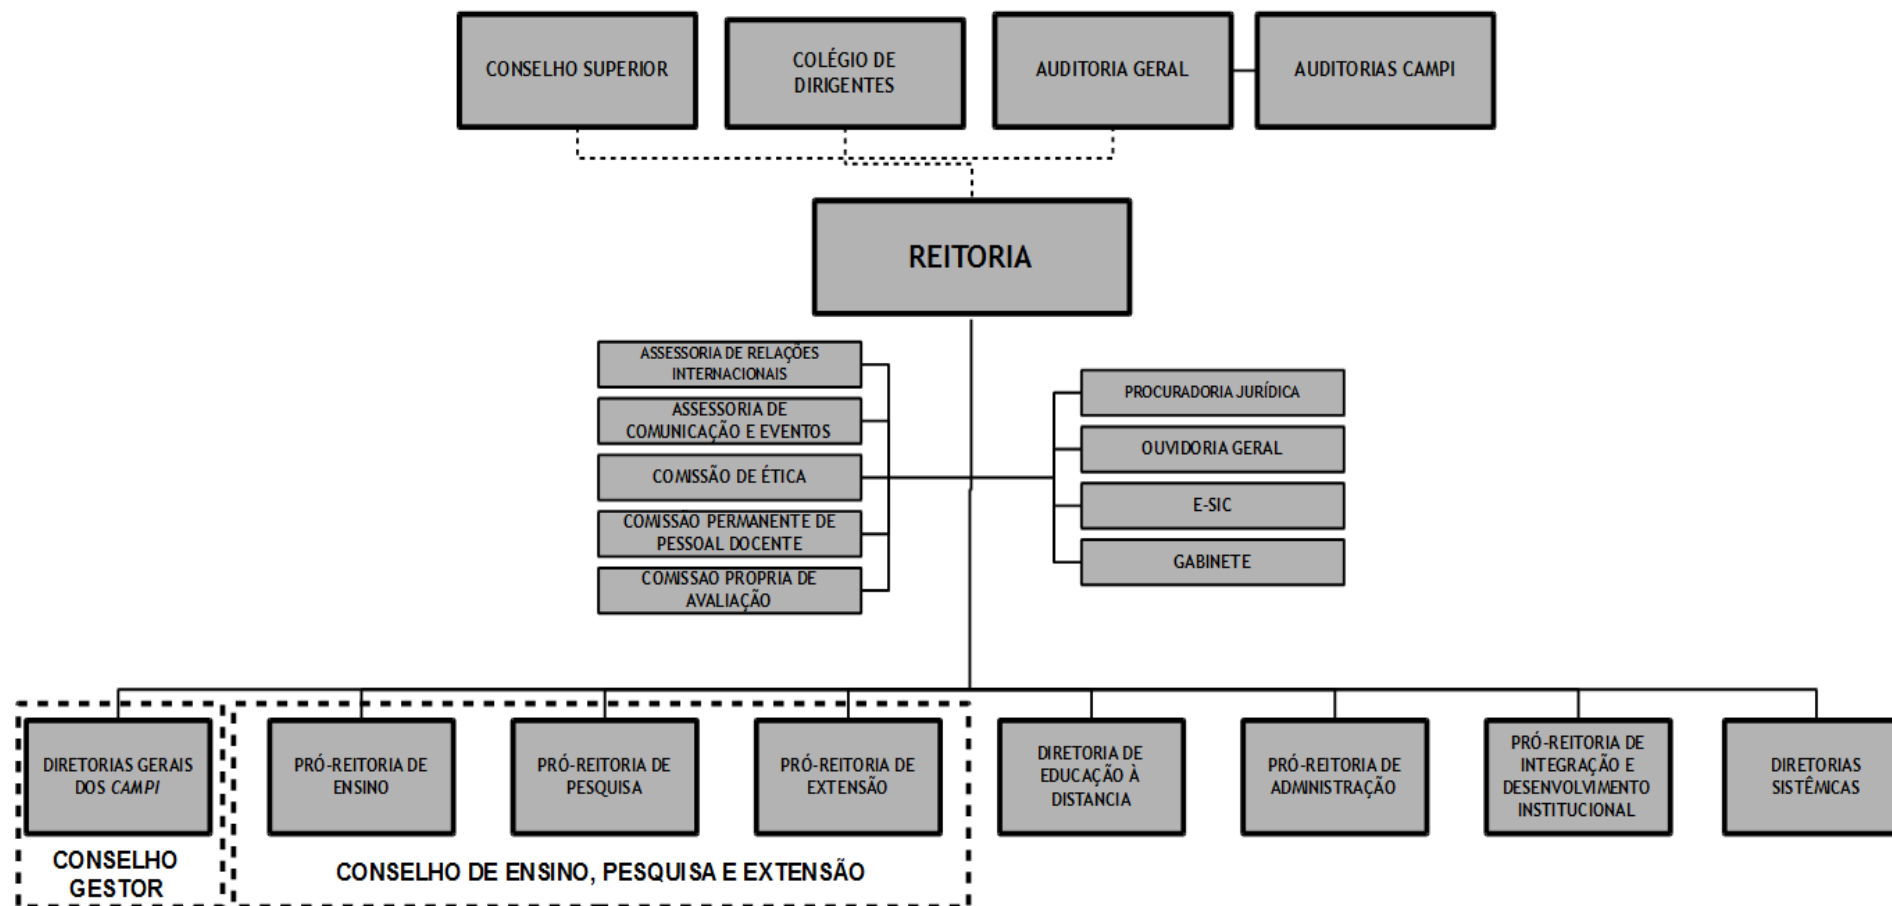 CONSELHO SUPERIOR
COLÉGIO DE
DIRIGENTES
AUDITORIA GERAL
AUDITORIAS CAMPI
REITORIA
ASSESSORIA DE RELAÇÕES
INTERNACIONAIS
ASSESSORIA DE
COMUNICAÇÃO E EVENTOS
COMISSÃO DE ÉTICA
COMISSÃO PERMANENTE DE
PESSOAL DOCENTE
COMISSAO PROPRIA DE
AVALIAÇÃO
PROCURADORIA JURÍDICA
OUVIDORIA GERAL
E-SIC
GABINETE
DIRETORIAS GERAIS
DOS CAMPI
PRÓ-REITORIA DE
ENSINO
PRÓ-REITORIA DE
PESQUISA
PRÓ-REITORIA DE
EXTENSÃO
DIRETORIA DE
EDUCAÇÃO À
DISTANCIA
PRÓ-REITORIA DE
ADMINISTRAÇÃO
PRÓ-REITORIA DE
INTEGRAÇÃO E
DESENVOLVIMENTO
INSTITUCIONAL
DIRETORIAS
SISTÊMICAS
CONSELHO
GESTOR
CONSELHO DE ENSINO, PESQUISA E EXTENSÃO